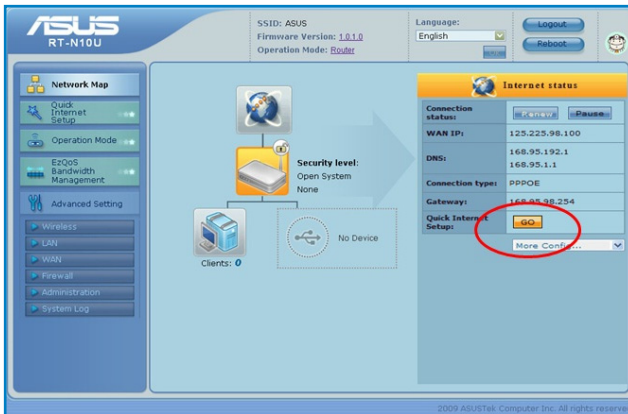 ASUS
RT-N10U
SSID: ASUS
Firmware Version: 1.0.1.0
Operation Mode: Router
Language:
English
Logout
Reboot
Network Map
Quick
Internet
Setup
Operation Mode
EzQoS
Bandwidth
Management
Advanced Setting
Wireless
LAN
WAN
Firewall
Administration
System Log
Security level:
Open System
None
Clients: 0
No Device
Internet status
Connection
status:
Renew Pause
WAN IP: 125.225.98.100
DNS: 168.95.192.1
168.95.1.1
Connection type: PPPOE
Gateway: 168.95.98.254
Quick Internet
Setup: GO
More Config...
2009 ASUSTek Computer Inc. All rights reserved